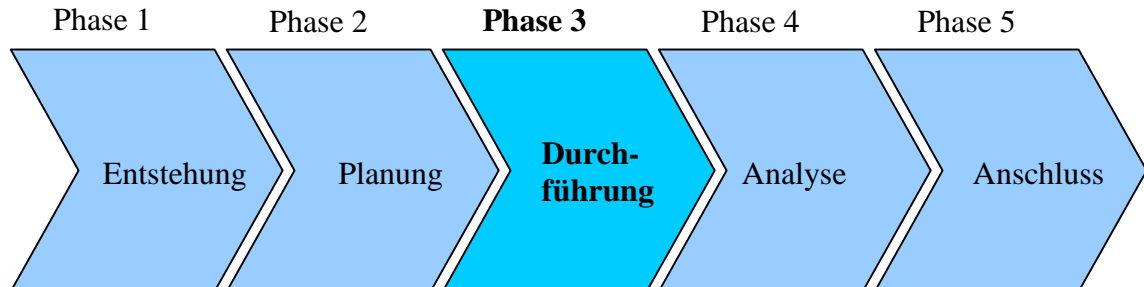 Phase 1
Phase 2
Phase 3
Phase 4
Phase 5
Entstehung
Planung
Durch-
führung
Analyse
Anschluss